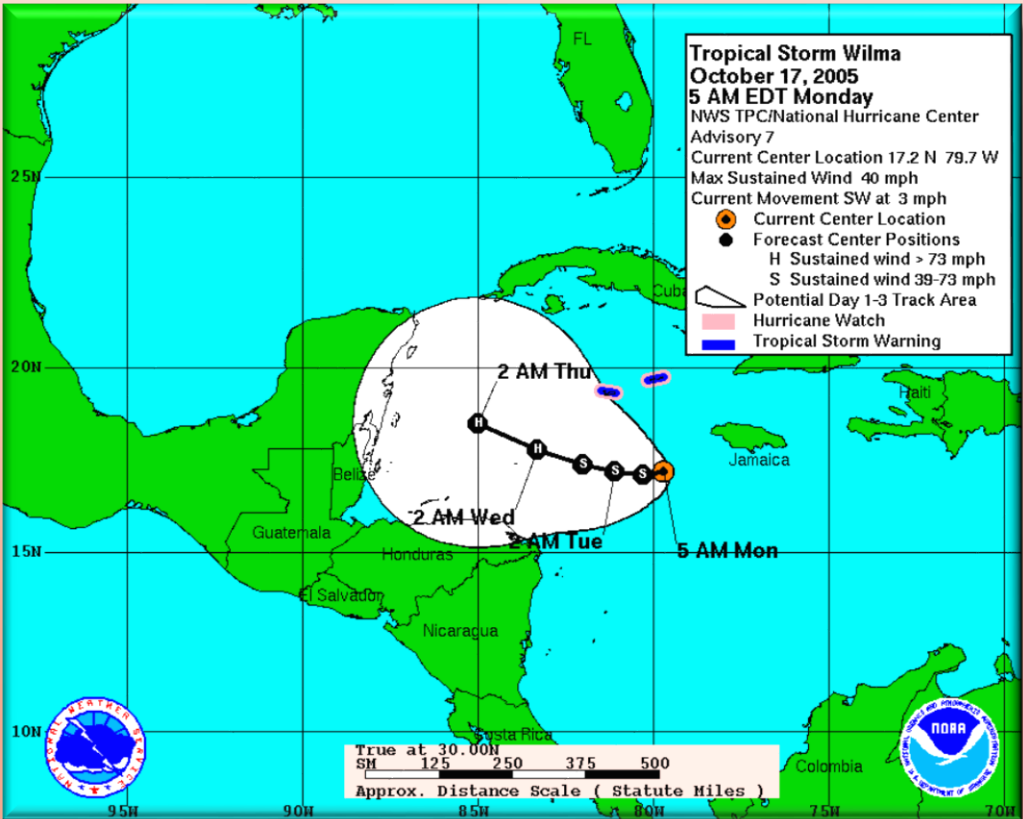 FL
Tropical Storm Wilma
October 17, 2005
5 AM EDT Monday
NWS TPC/National Hurricane Center
Advisory 7
Current Center Location 17.2 N 79.7 W
Max Sustained Wind 40 mph
Current Movement SW at 3 mph
Current Center Location
Forecast Center Positions
H Sustained wind > 73 mph
S Sustained wind 39-73 mph
Potential Day 1-3 Track Area
Hurricane Watch
Tropical Storm Warning
25N
Cuba
20N
2 AM Thu
Haiti
H
H
S
S
S
Jamaica
Belize
2 AM Wed
Guatemala
2 AM Tue
15N
Honduras
5 AM Mon
El Salvador
Nicaragua
NATIONAL WEATHER SERVICE
NOAA
10N
Costa Rica
True at 30.00N
SM 125 250 375 500
Approx. Distance Scale ( Statute Miles )
Colombia
95W 90W 85W 80W 75W 70W